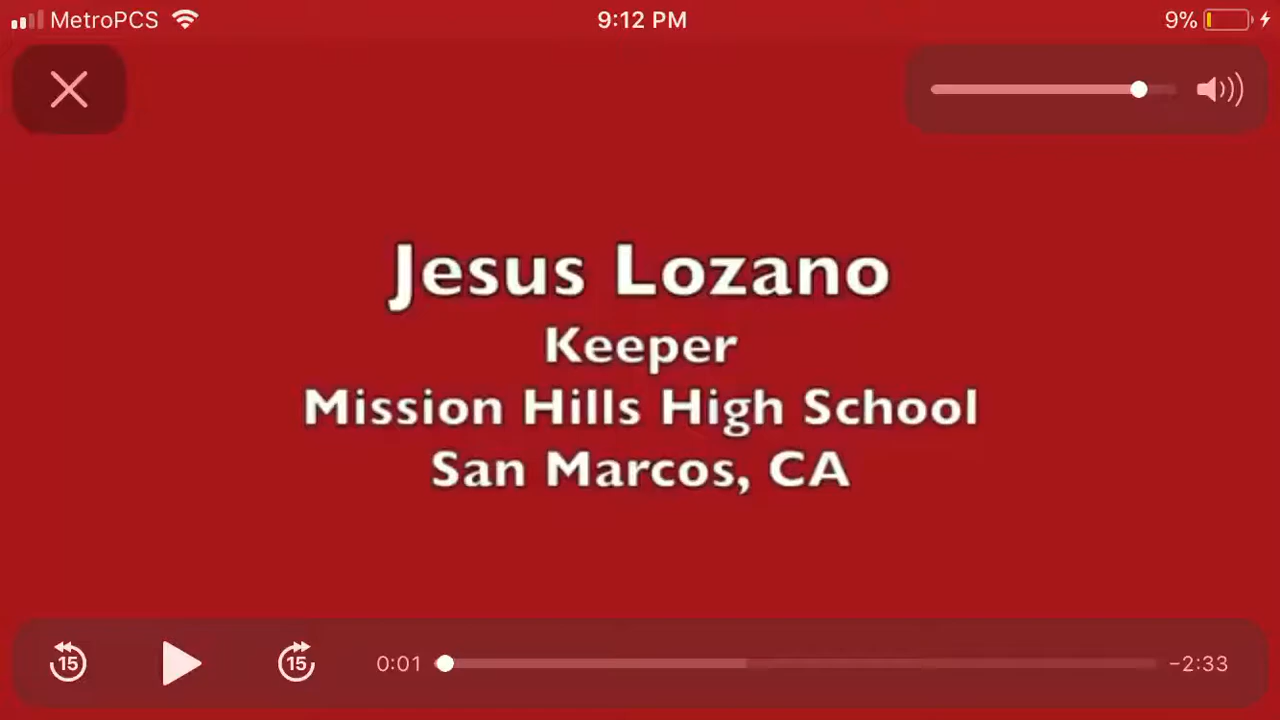 MetroPCS 9:12 PM 9%
Jesus Lozano
Keeper
Mission Hills High School
San Marcos, CA
15 15 0:01 -2:33